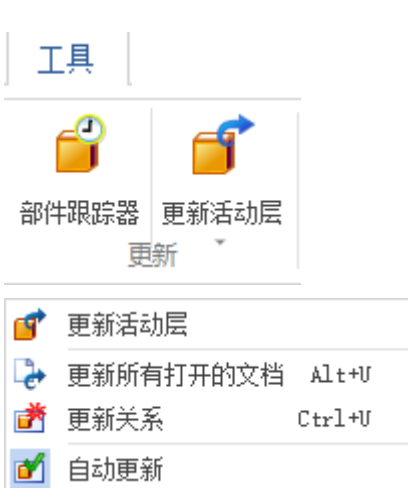 工具
部件跟踪器 更新活动层
更新
更新活动层
更新所有打开的文档 Alt+U
更新关系 Ctrl+U
自动更新